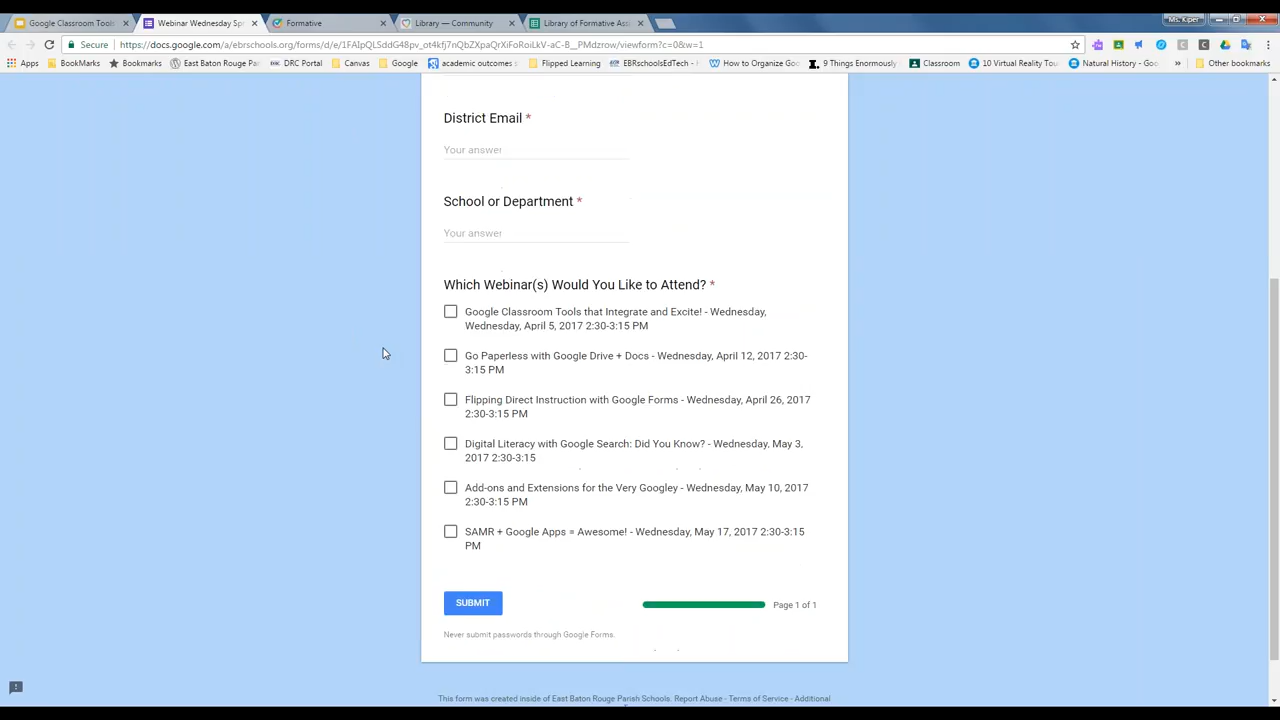 Google Classroom Tools
Webinar Wednesday Spr
Formative
Library — Community
Library of Formative Ass
Ms. Kiper
Secure
https://docs.google.com/a/ebrschools.org/forms/d/e/1FAIpQLSddG48pv_ot4kfj7nQbZXpaQrXiFoRoiLkV-aC-B__PMdzrow/viewform?c=0&w=1
Apps
BookMarks
Bookmarks
East Baton Rouge Par
DRC Portal
Canvas
Google
academic outcomes s
Flipped Learning
EBRschoolsEdTech -
How to Organize Goo
9 Things Enormously
Classroom
10 Virtual Reality Tou
Natural History - Goo
»
Other bookmarks
District Email *
Your answer
School or Department *
Your answer
Which Webinar(s) Would You Like to Attend? *
Google Classroom Tools that Integrate and Excite! - Wednesday,
Wednesday, April 5, 2017 2:30-3:15 PM
Go Paperless with Google Drive + Docs - Wednesday, April 12, 2017 2:30-
3:15 PM
Flipping Direct Instruction with Google Forms - Wednesday, April 26, 2017
2:30-3:15 PM
Digital Literacy with Google Search: Did You Know? - Wednesday, May 3,
2017 2:30-3:15
Add-ons and Extensions for the Very Googley - Wednesday, May 10, 2017
2:30-3:15 PM
SAMR + Google Apps = Awesome! - Wednesday, May 17, 2017 2:30-3:15
PM
SUBMIT
Page 1 of 1
Never submit passwords through Google Forms.
This form was created inside of East Baton Rouge Parish Schools. Report Abuse - Terms of Service - Additional